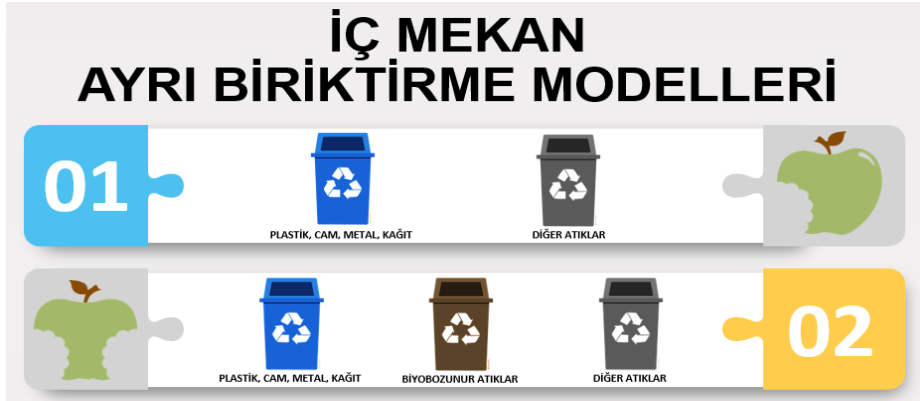 İÇ MEKAN
AYRI BİRİKTİRME MODELLERİ
01
PLASTİK, CAM, METAL, KAĞIT
DİĞER ATIKLAR
PLASTİK, CAM, METAL, KAĞIT
BİYOBOZUNUR ATIKLAR
DİĞER ATIKLAR
02